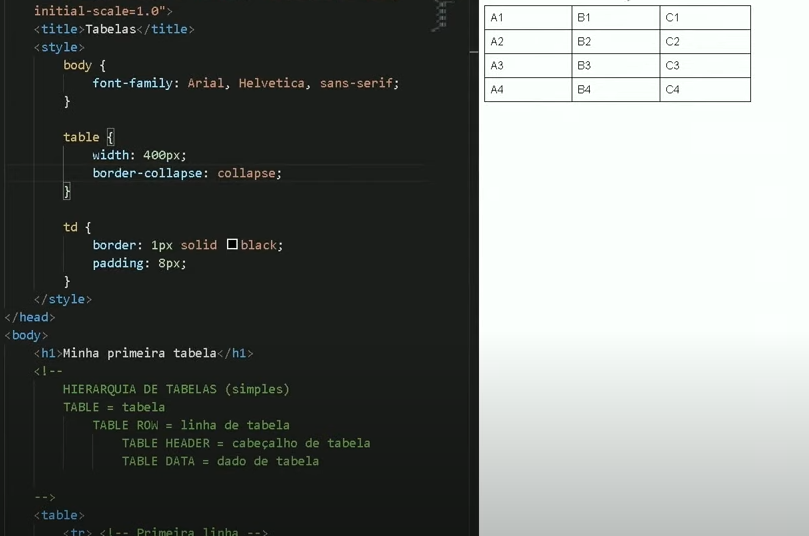 initial-scale=1.0">
<title>Tabelas</title>
<style>
body {
font-family: Arial, Helvetica, sans-serif;
}
table {
width: 400px;
border-collapse: collapse;
}
td {
border: 1px solid black;
padding: 8px;
}
</style>
</head>
<body>
<h1>Minha primeira tabela</h1>
<!--
HIERARQUIA DE TABELAS (simples)
TABLE = tabela
TABLE ROW = linha de tabela
TABLE HEADER = cabeçalho de tabela
TABLE DATA = dado de tabela
-->
<table>
<tr> <!-- Primeira linha -->
A1 B1 C1
A2 B2 C2
A3 B3 C3
A4 B4 C4